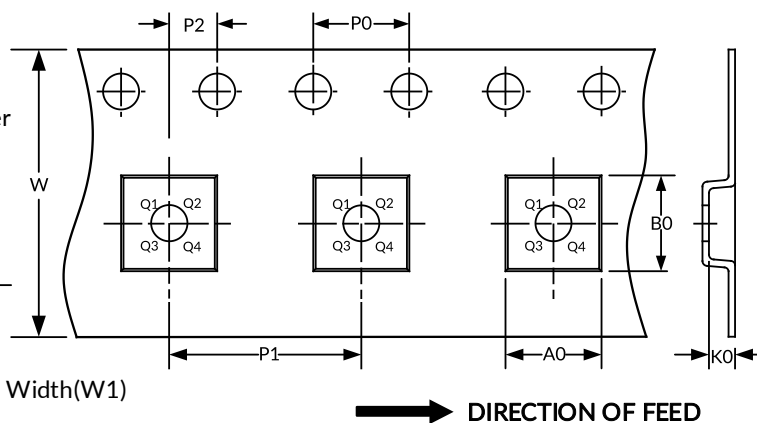 P2
P0
er
W
Q1 Q2
Q3 Q4
Q1 Q2
Q3 Q4
Q1 Q2
Q3 Q4
B0
P1
A0
K0
Width(W1)
DIRECTION OF FEED